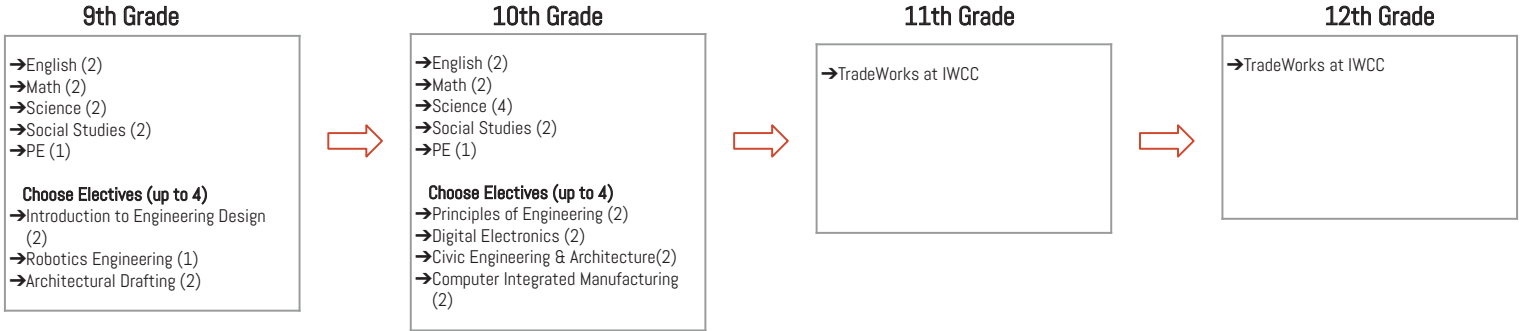 9th Grade
➔English (2)
➔Math (2)
➔Science (2)
➔Social Studies (2)
➔PE (1)
Choose Electives (up to 4)
➔Introduction to Engineering Design
(2)
➔Robotics Engineering (1)
➔Architectural Drafting (2)
10th Grade
➔English (2)
➔Math (2)
➔Science (4)
➔Social Studies (2)
➔PE (1)
Choose Electives (up to 4)
➔Principles of Engineering (2)
➔Digital Electronics (2)
➔Civic Engineering & Architecture(2)
➔Computer Integrated Manufacturing
(2)
11th Grade
➔TradeWorks at IWCC
12th Grade
➔TradeWorks at IWCC